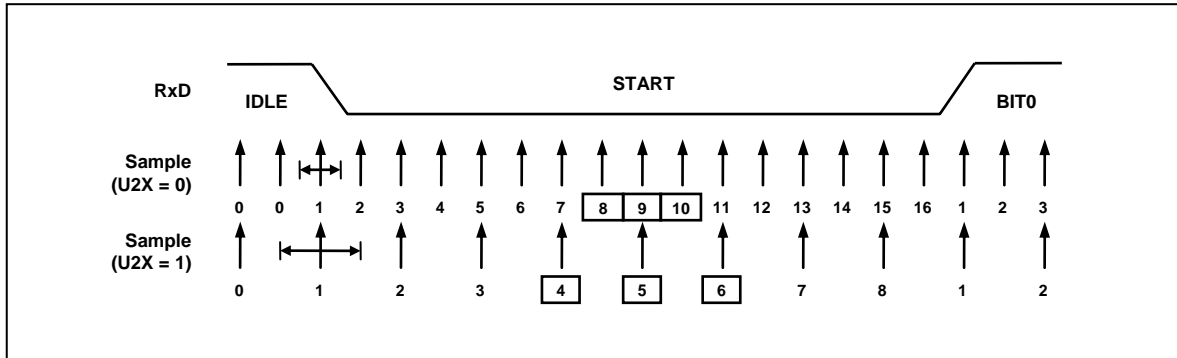 RxD
IDLE START BIT0
Sample
(U2X = 0)
0 0 1 2 3 4 5 6 7 8 9 10 11 12 13 14 15 16 1 2 3
Sample
(U2X = 1)
0 1 2 3 4 5 6 7 8 1 2